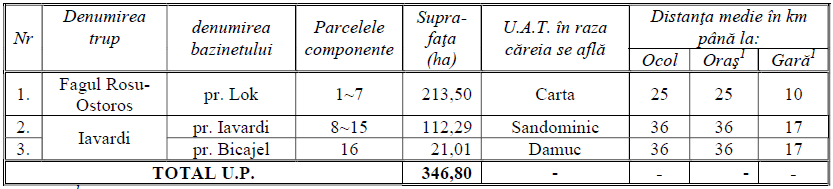 Nr | Denumirea trup | denumirea bazinetului | Parcelele componente | Supra-faţa (ha) | U.A.T. în raza căreia se află | Distanţa medie în km până la:
Ocol | Oraş¹ | Gară¹
1. | Fagul Rosu-Ostoros | pr. Lok | 1~7 | 213,50 | Carta | 25 | 25 | 10
2. | Iavardi | pr. Iavardi | 8~15 | 112,29 | Sandominic | 36 | 36 | 17
3. | pr. Bicajel | 16 | 21,01 | Damuc | 36 | 36 | 17
TOTAL U.P. | 346,80 | - | - | - | -